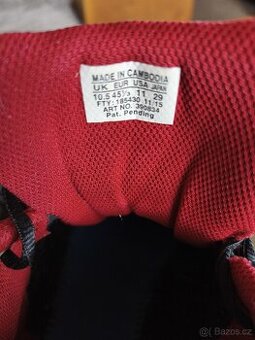 MADE IN CAMBODIA
UK EUR USA JAPAN
10.5 45⅓ 11 29
FTY: 185430 11 15
ART NO. 390834
Pat. Pending
Bazos.cz